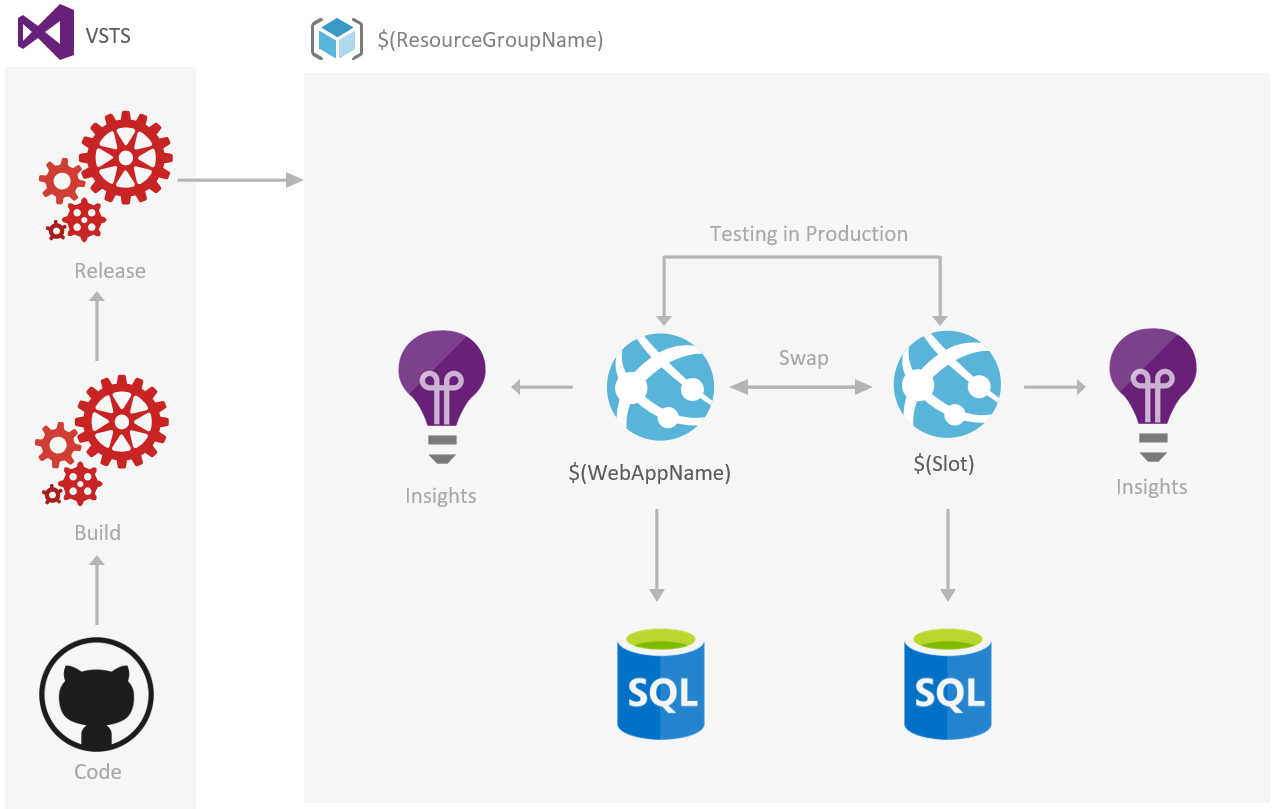 VSTS
$(ResourceGroupName)
Release
Build
Code
Testing in Production
Swap
Insights
$(WebAppName)
$(Slot)
Insights
SQL
SQL